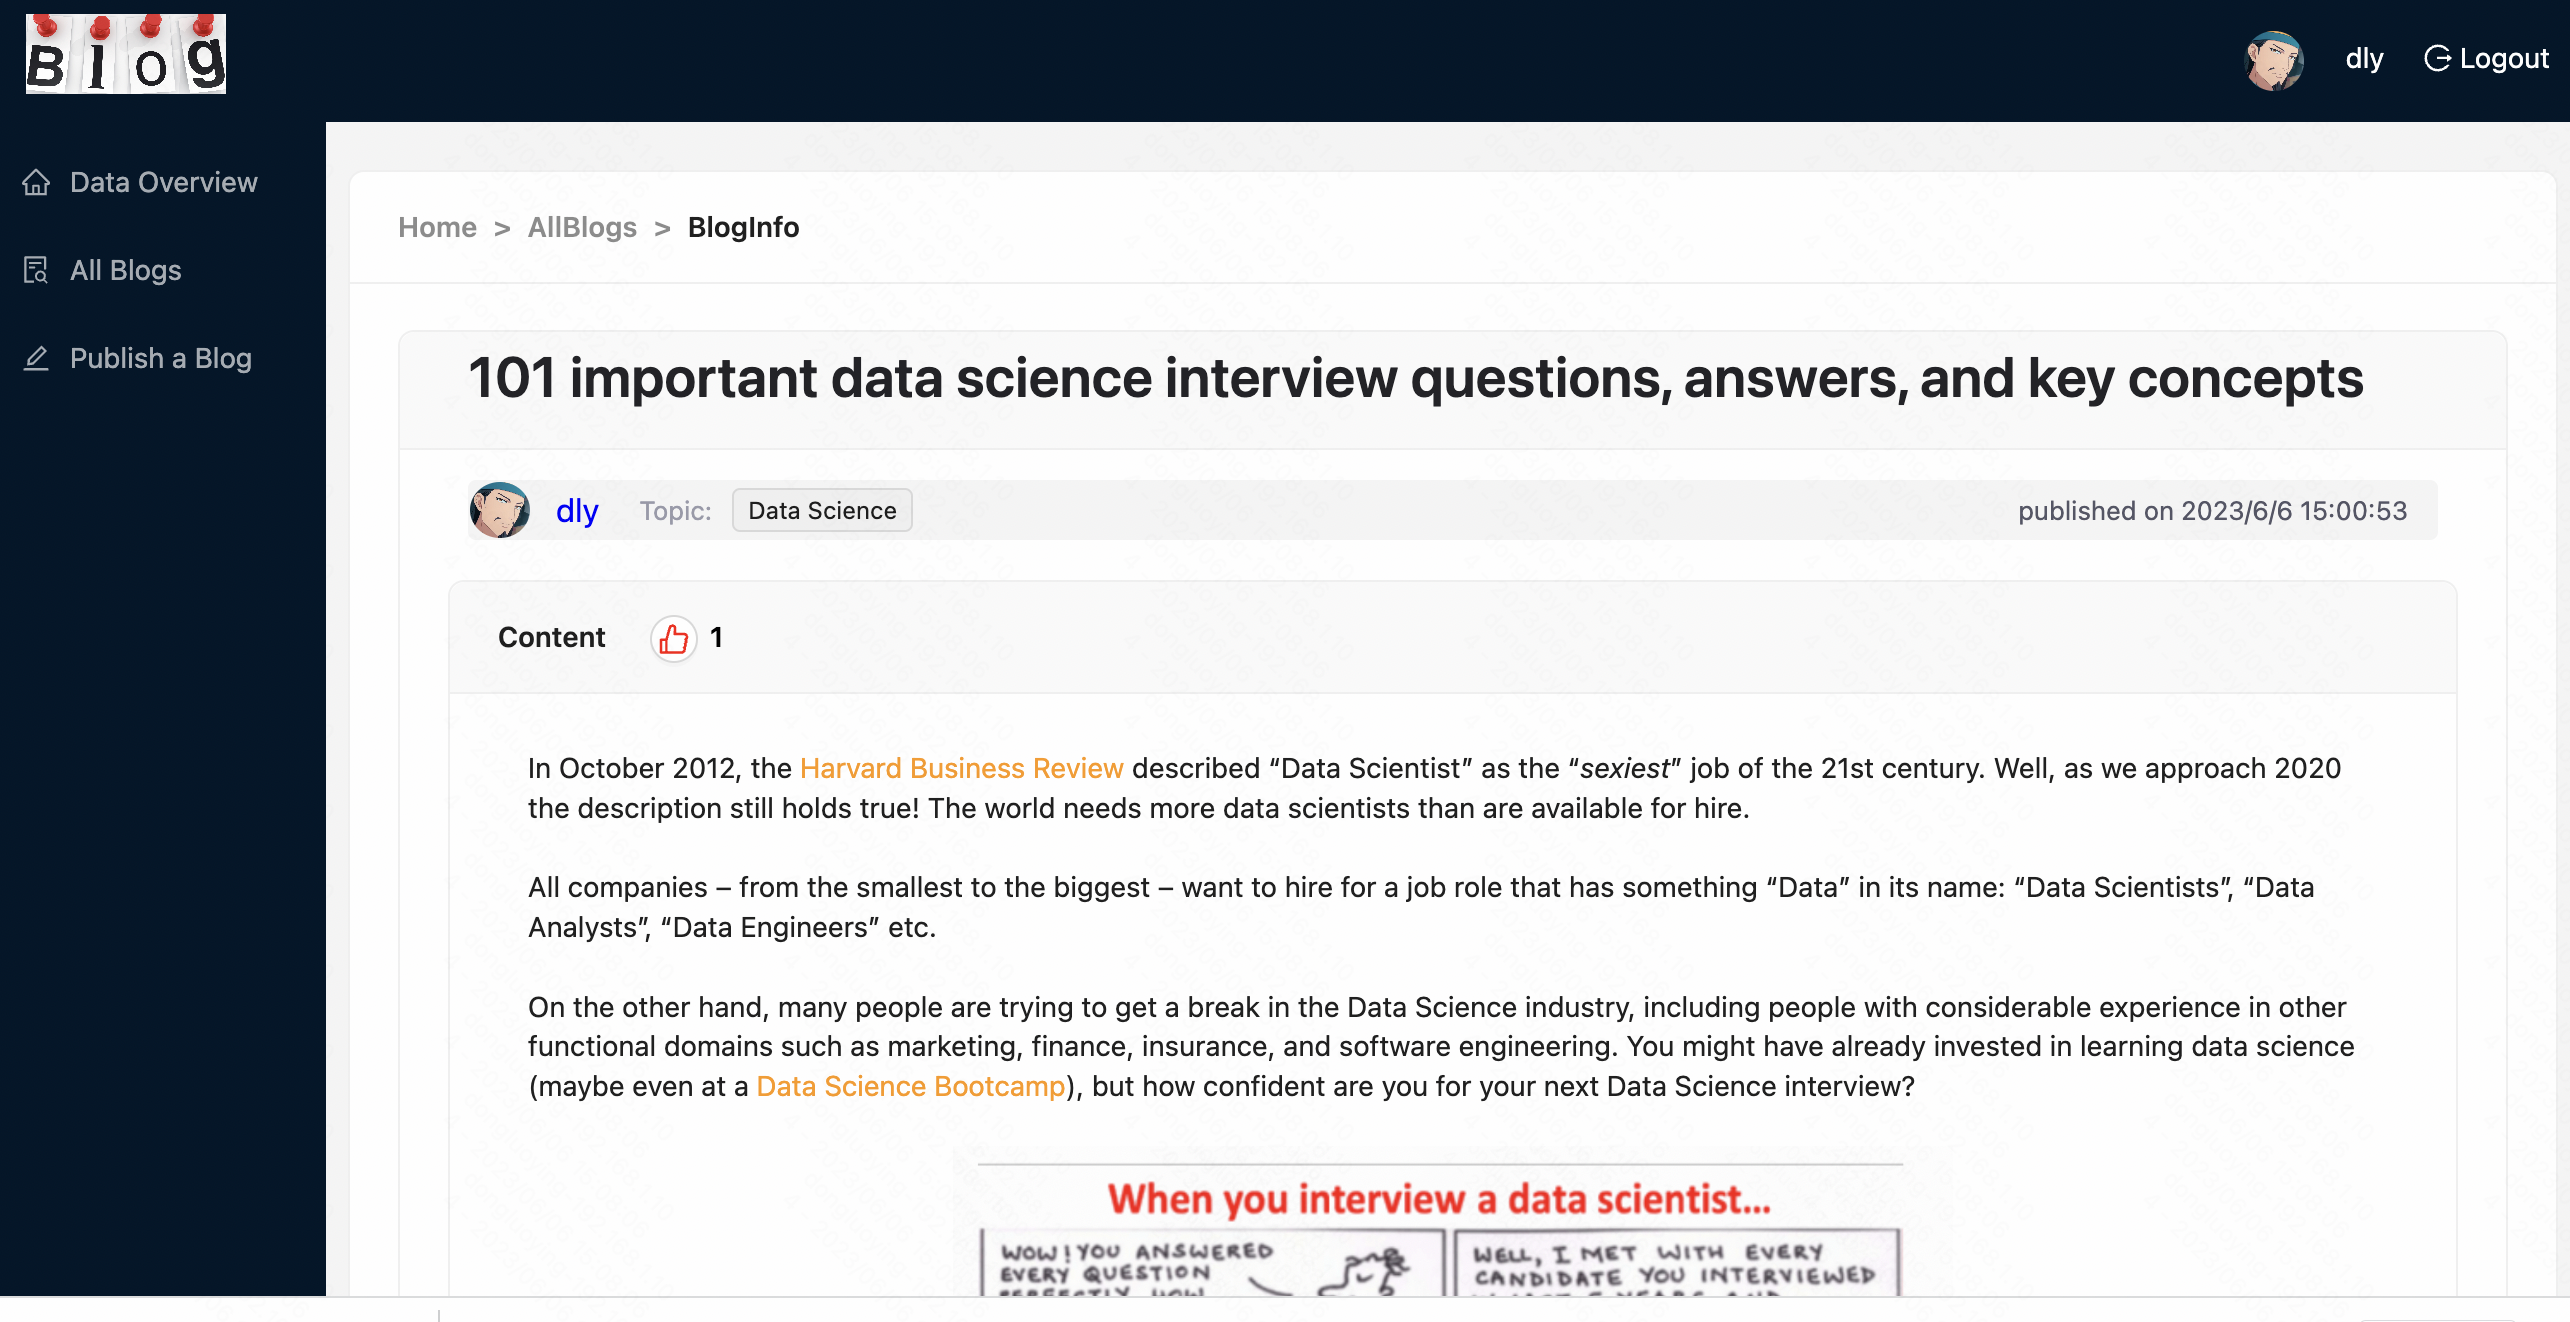 Blog
dly
Logout
Data Overview
All Blogs
Publish a Blog
Home > AllBlogs > BlogInfo
101 important data science interview questions, answers, and key concepts
dly Topic: Data Science published on 2023/6/6 15:00:53
Content 1
In October 2012, the Harvard Business Review described “Data Scientist” as the “sexiest” job of the 21st century. Well, as we approach 2020
the description still holds true! The world needs more data scientists than are available for hire.
All companies – from the smallest to the biggest – want to hire for a job role that has something “Data” in its name: “Data Scientists”, “Data
Analysts”, “Data Engineers” etc.
On the other hand, many people are trying to get a break in the Data Science industry, including people with considerable experience in other
functional domains such as marketing, finance, insurance, and software engineering. You might have already invested in learning data science
(maybe even at a Data Science Bootcamp), but how confident are you for your next Data Science interview?
When you interview a data scientist...
WOW! YOU ANSWERED
EVERY QUESTION
WELL, I MET WITH EVERY
CANDIDATE YOU INTERVIEWED